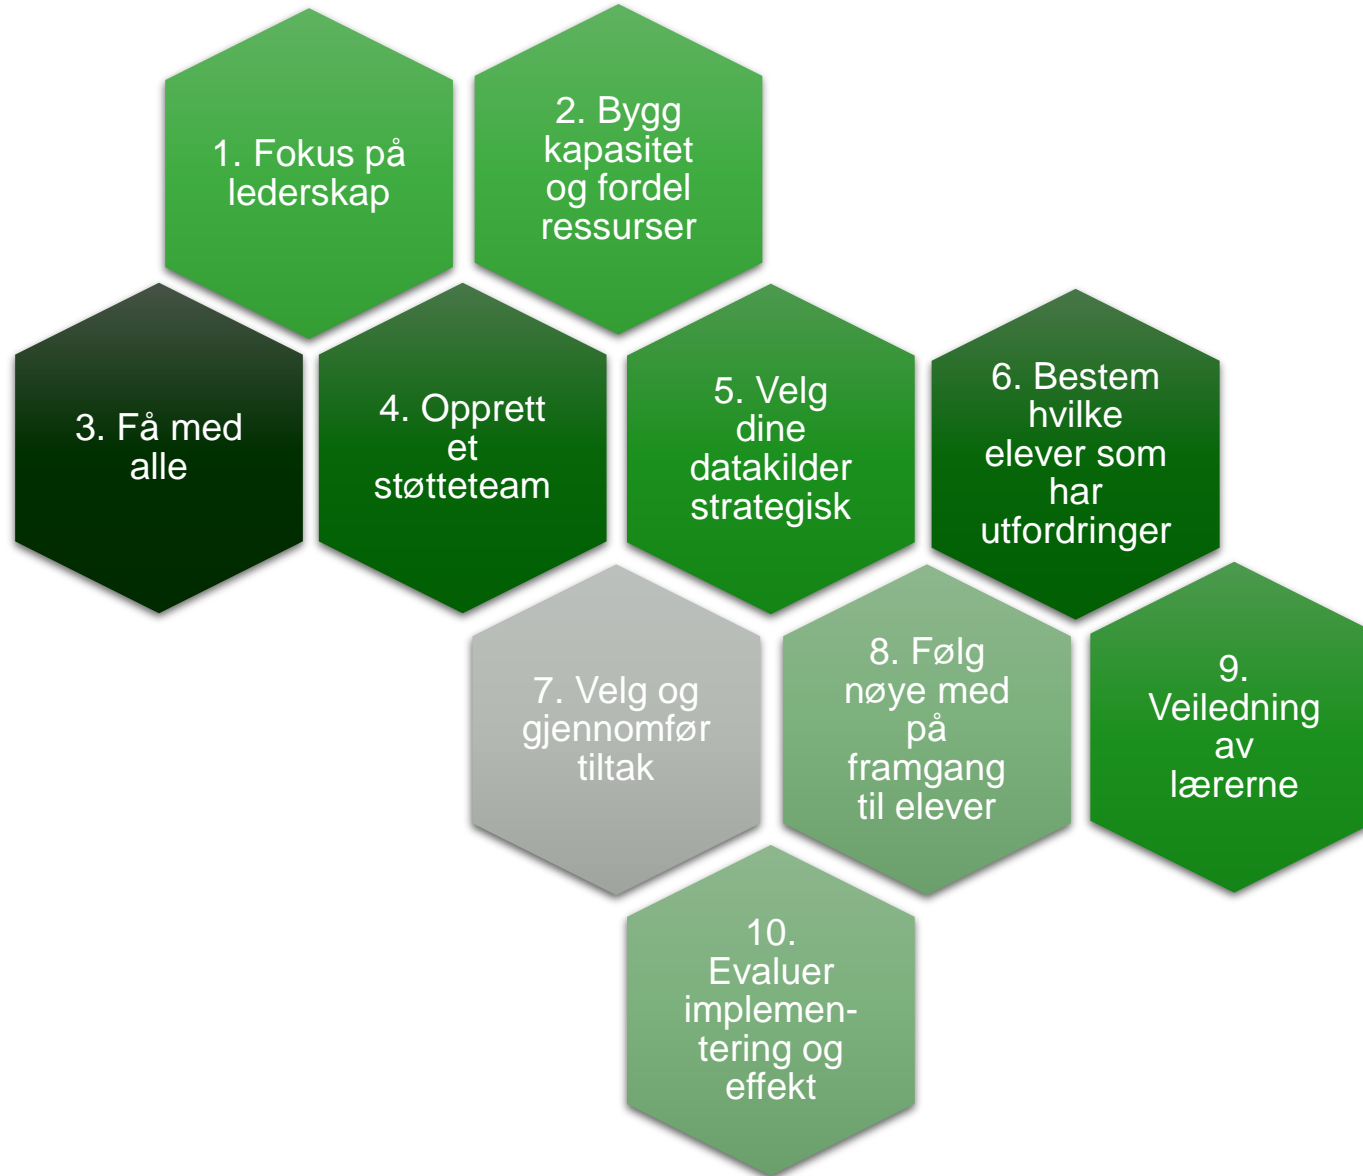 1. Fokus på
lederskap
2. Bygg
kapasitet
og fordel
ressurser
3. Få med
alle
4. Opprett
et
støtteteam
5. Velg
dine
datakilder
strategisk
6. Bestem
hvilke
elever som
har
utfordringer
7. Velg og
gjennomfør
tiltak
8. Følg
nøye med
på
framgang
til elever
9.
Veiledning
av
lærerne
10.
Evaluer
implemen-
tering og
effekt